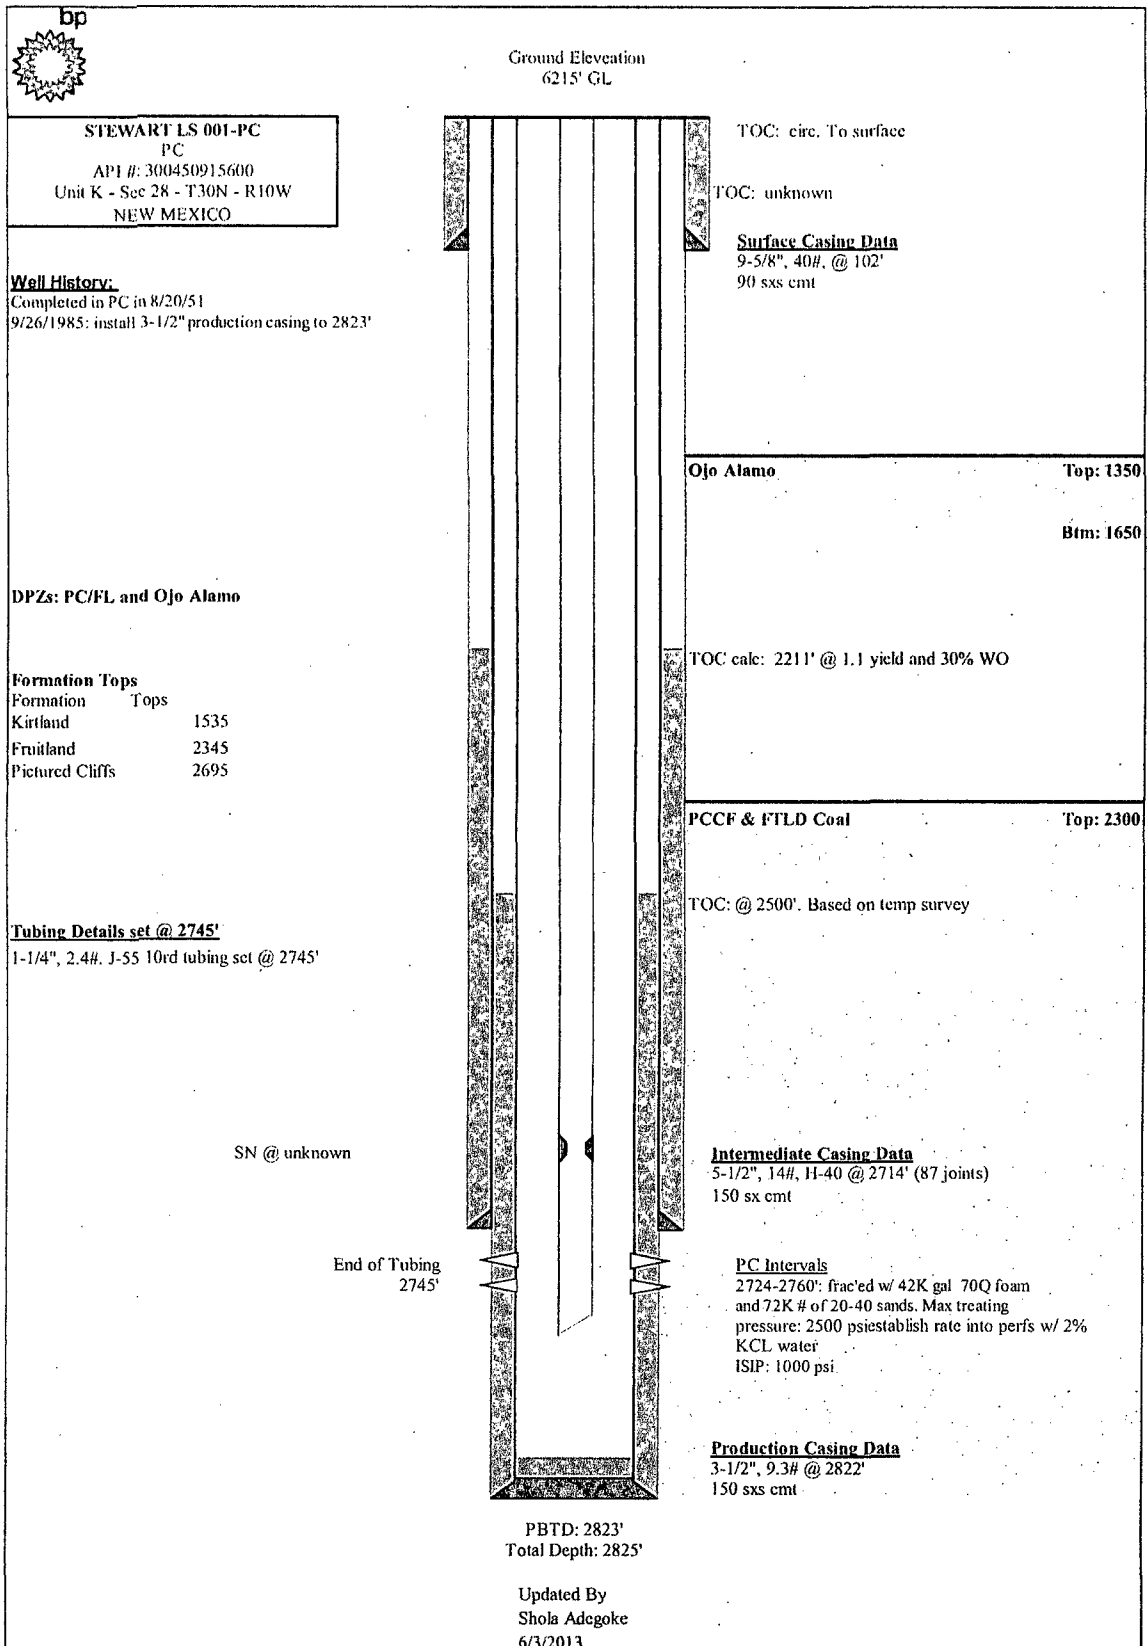 bp
Ground Eleveation
6215' GL
STEWART LS 001-PC
PC
API #: 300450915600
Unit K - Sec 28 - T30N - R10W
NEW MEXICO
TOC: circ. To surface
TOC: unknown
Surface Casing Data
9-5/8", 40#, @ 102'
90 sxs cmt
Well History:
Completed in PC in 8/20/51
9/26/1985: install 3-1/2" production casing to 2823'
Ojo Alamo Top: 1350
Btm: 1650
DPZs: PC/FL and Ojo Alamo
TOC calc: 2211' @ 1.1 yield and 30% WO
Formation Tops
Formation Tops
Kirtland 1535
Fruitland 2345
Pictured Cliffs 2695
PCCF & FTLD Coal Top: 2300
TOC: @ 2500'. Based on temp survey
Tubing Details set @ 2745'
1-1/4", 2.4#. J-55 10rd tubing set @ 2745'
SN @ unknown
Intermediate Casing Data
5-1/2", 14#, H-40 @ 2714' (87 joints)
150 sx cmt
End of Tubing
2745'
PC Intervals
2724-2760': frac'ed w/ 42K gal 70Q foam
and 72K # of 20-40 sands. Max treating
pressure: 2500 psiestablish rate into perfs w/ 2%
KCL water
ISIP: 1000 psi
Production Casing Data
3-1/2", 9.3# @ 2822'
150 sxs cmt
PBTD: 2823'
Total Depth: 2825'
Updated By
Shola Adegoke
6/3/2013